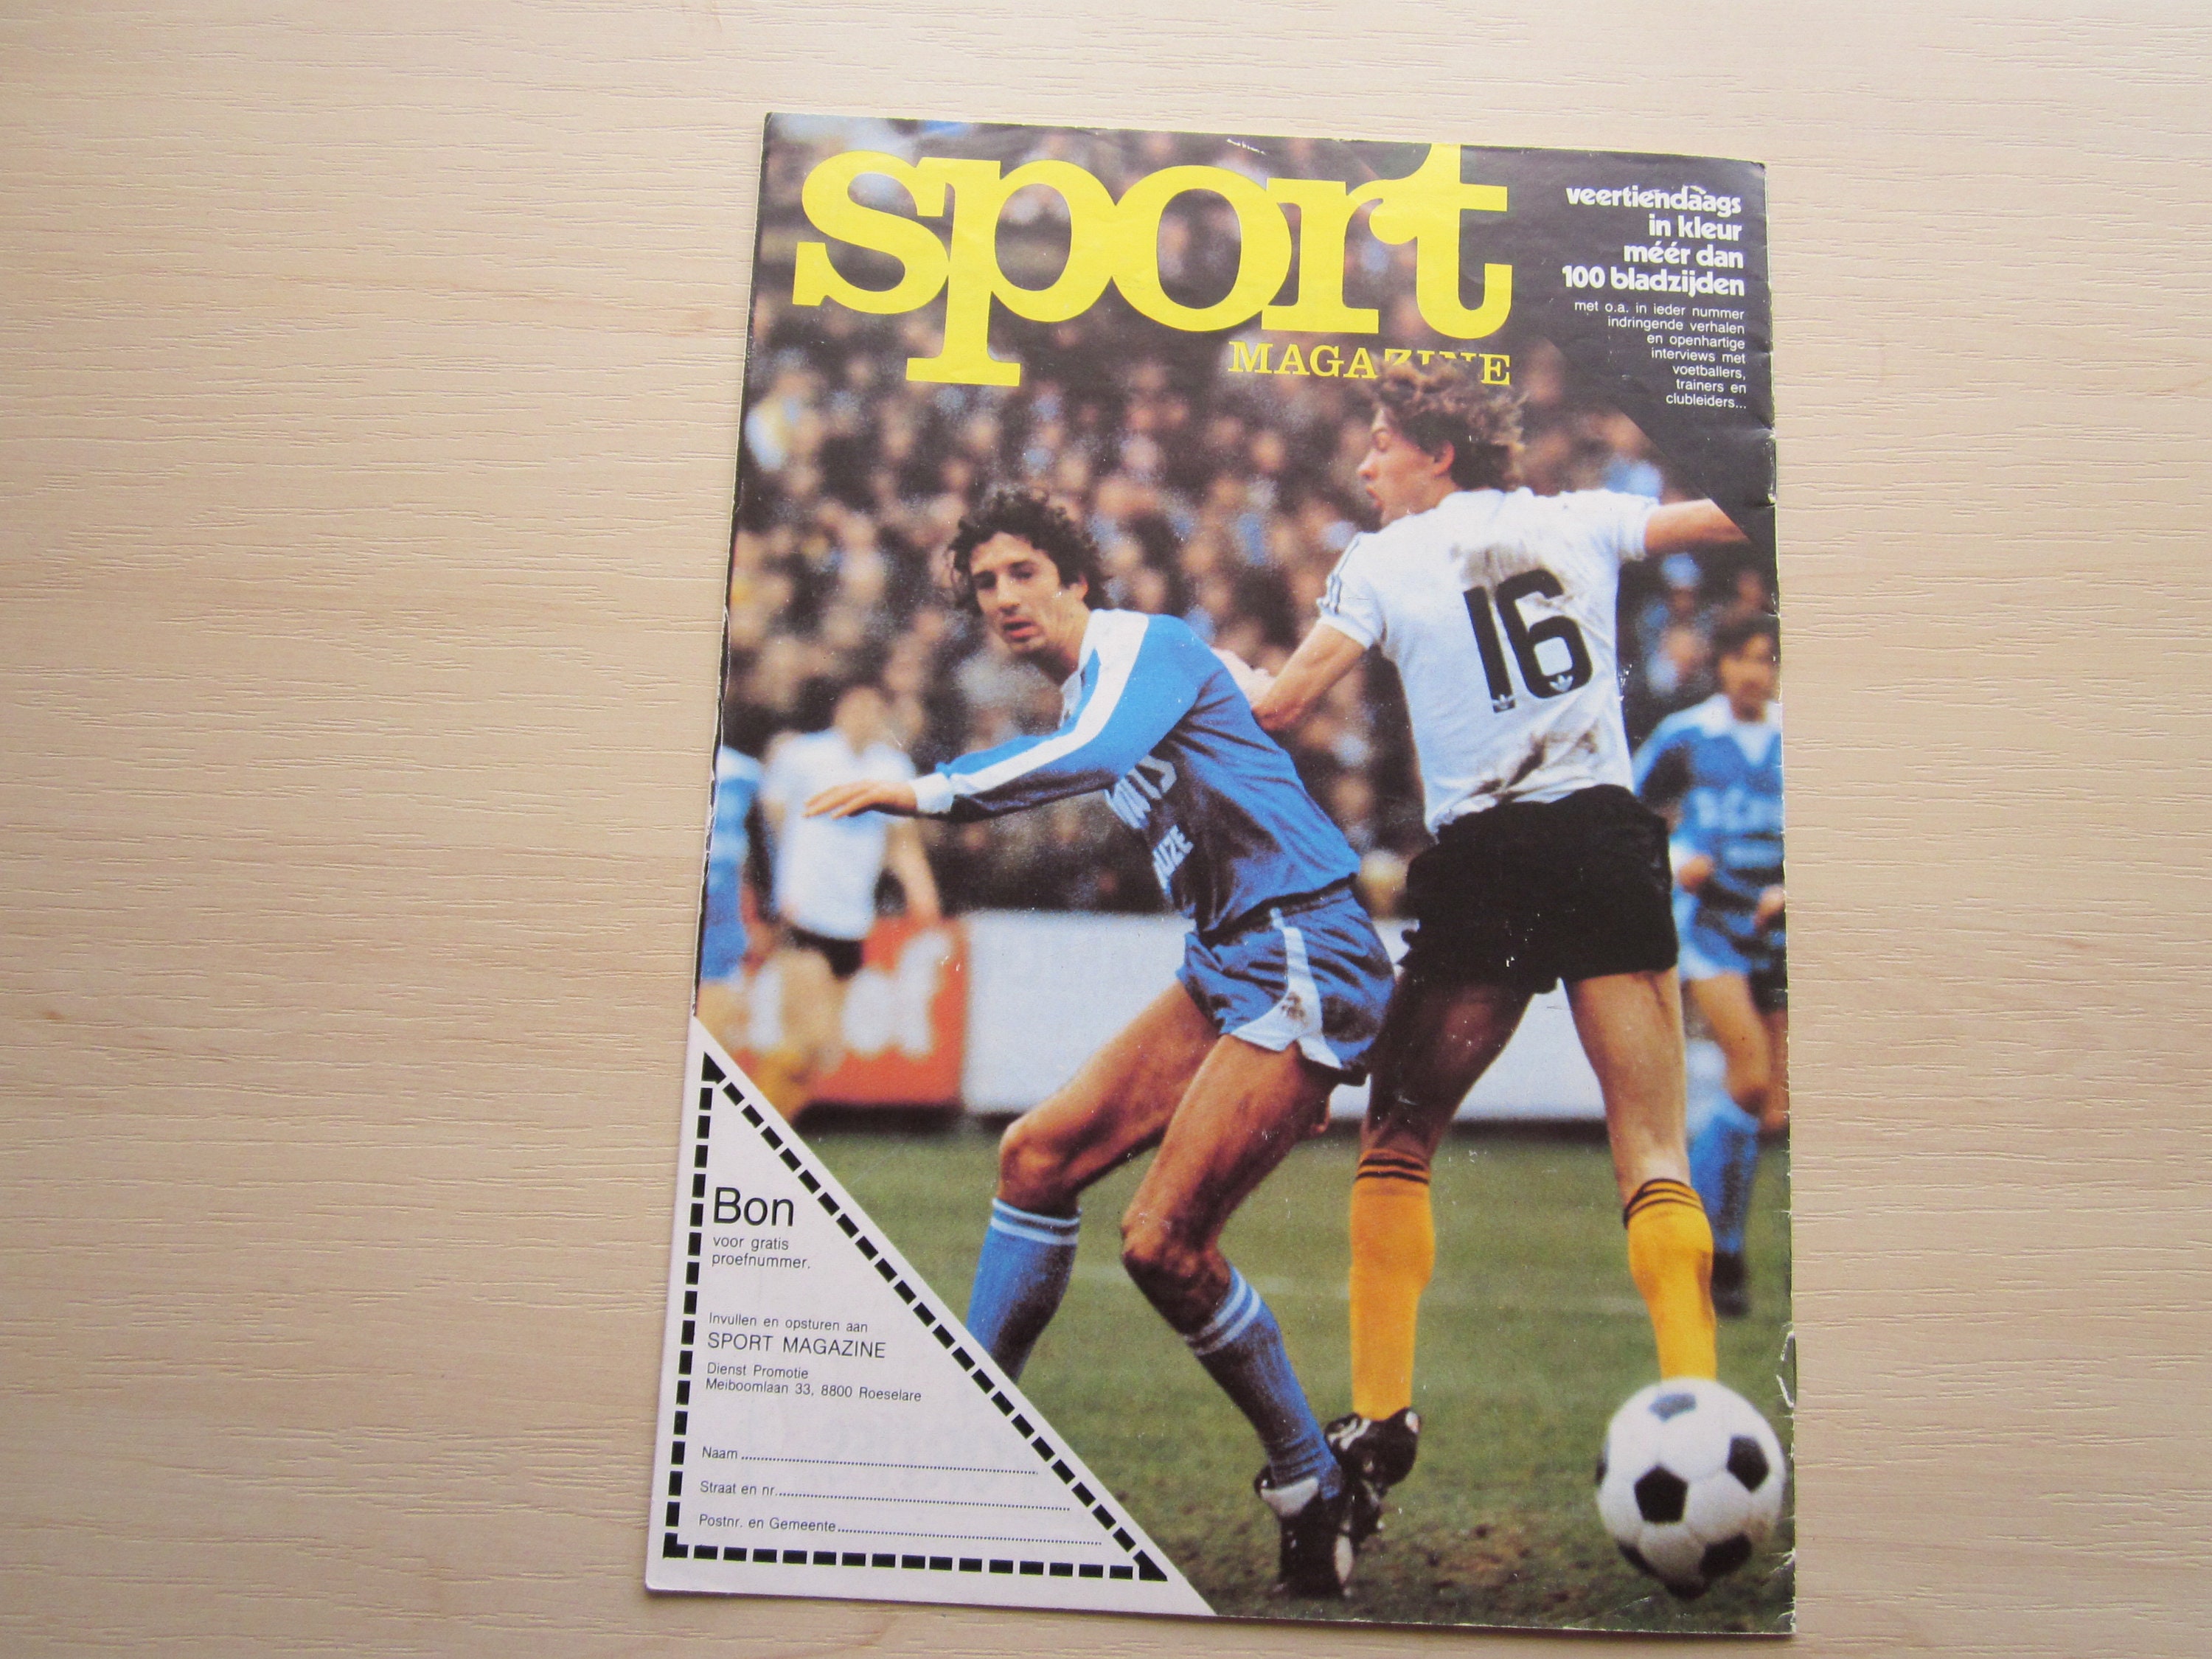 sport
MAGAZINE
veertiendaags
in kleur
méér dan
100 bladzijden
met o.a. in ieder nummer
indringende verhalen
en openhartige
interviews met
voetballers,
trainers en
clubleiders...
16
Bon
voor gratis
proefnummer.
Invullen en opsturen aan
SPORT MAGAZINE
Dienst Promotie
Meiboomlaan 33, 8800 Roeselare
Naam
Straat en nr.
Postnr. en Gemeente